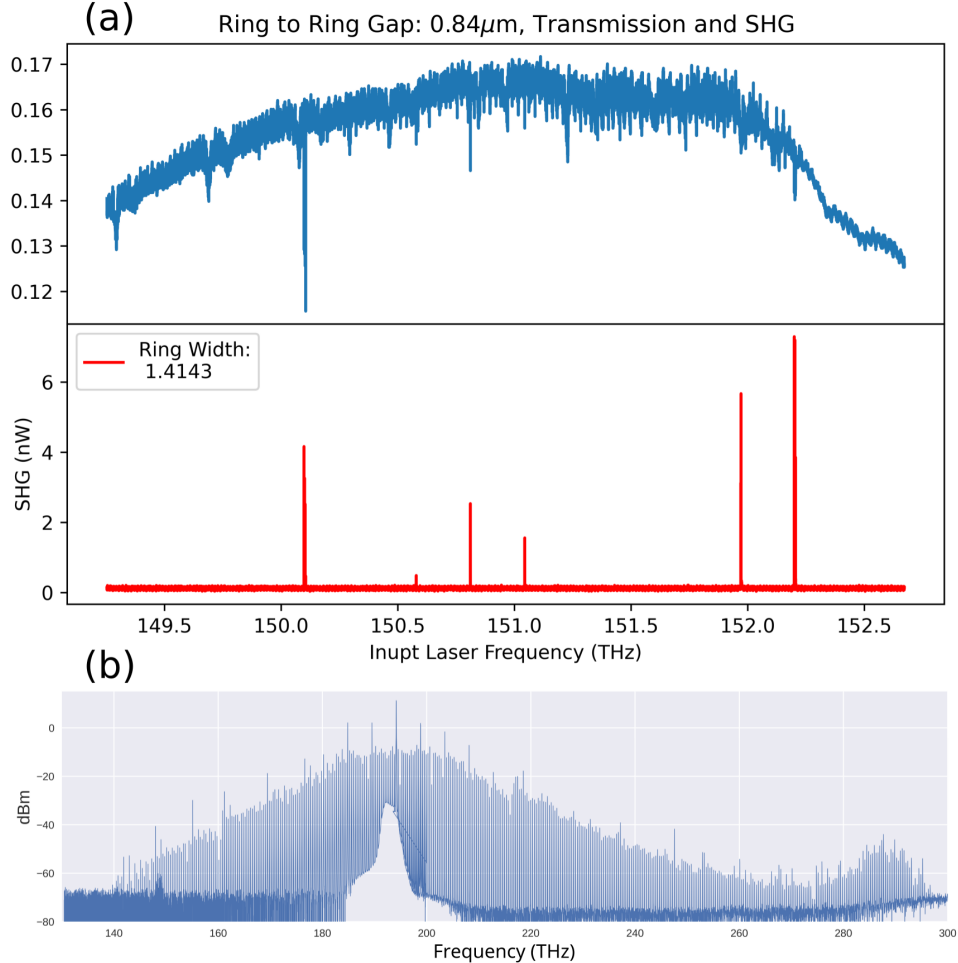 (a)
Ring to Ring Gap: 0.84μm, Transmission and SHG
0.17
0.16
0.15
0.14
0.13
0.12
Ring Width:
1.4143
6
4
2
0
SHG (nW)
149.5 150.0 150.5 151.0 151.5 152.0 152.5
Inupt Laser Frequency (THz)
(b)
0
−20
−40
−60
−80
dBm
140 160 180 200 220 240 260 280 300
Frequency (THz)